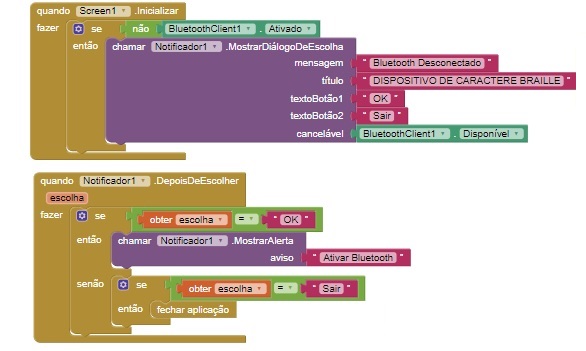 quando Screen1 .Inicializar
fazer se não BluetoothClient1 . Ativado
então chamar Notificador1 .MostrarDiálogoDeEscolha
mensagem " Bluetooth Desconectado "
título " DISPOSITIVO DE CARACTERE BRAILLE "
textoBotão1 " OK "
textoBotão2 " Sair "
cancelável BluetoothClient1 . Disponível
quando Notificador1 .DepoisDeEscolher
escolha
fazer se obter escolha = " OK "
então chamar Notificador1 .MostrarAlerta
aviso " Ativar Bluetooth "
senão se obter escolha = " Sair "
então fechar aplicação